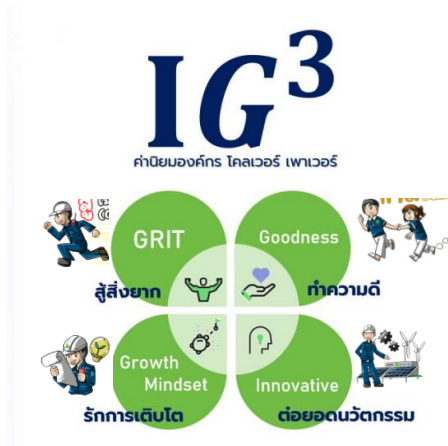 IG³
ค่านิยมองค์กร โคลเวอร์ เพาเวอร์
GRIT
Goodness
สู้สิ่งยาก
ทำความดี
Growth
Mindset
Innovative
รักการเติบโต
ต่อยอดนวัตกรรม